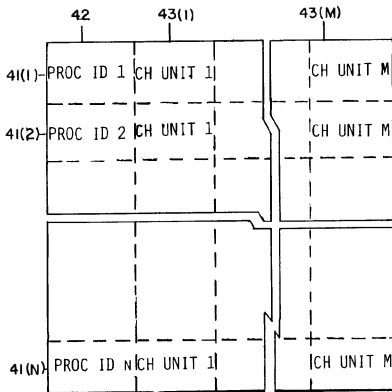 42 43(1) 43(M)
41(1) PROC ID 1 CH UNIT 1 CH UNIT M
41(2) PROC ID 2 CH UNIT 1 CH UNIT M
41(N) PROC ID N CH UNIT 1 CH UNIT M